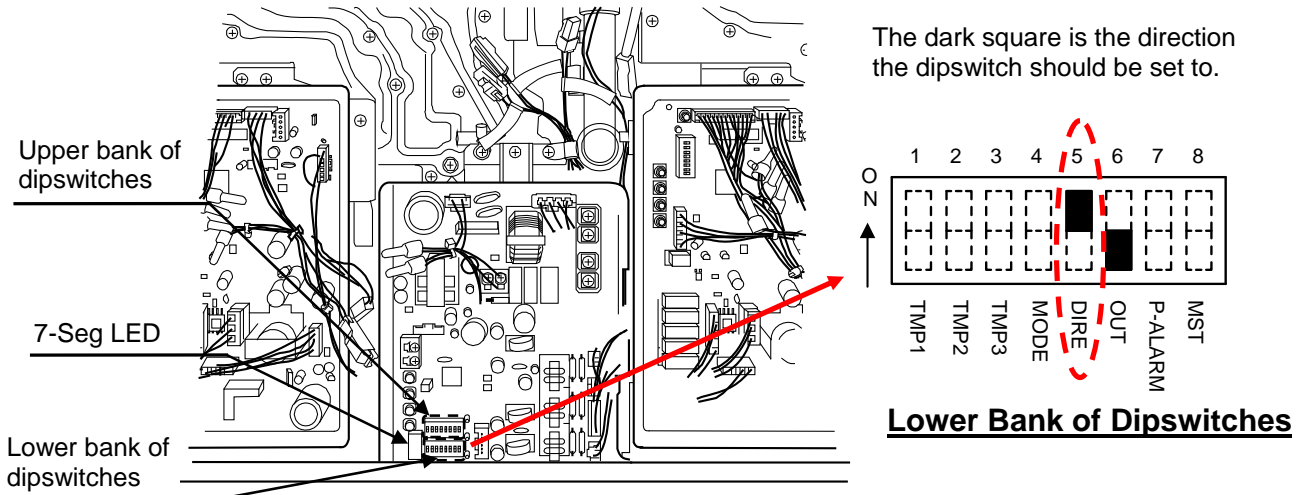 Upper bank of
dipswitches
7-Seg LED
Lower bank of
dipswitches
The dark square is the direction
the dipswitch should be set to.
1 2 3 4 5 6 7 8
O
N
TMP1
TMP2
TMP3
MODE
DIRE
OUT
P-ALARM
MST
Lower Bank of Dipswitches